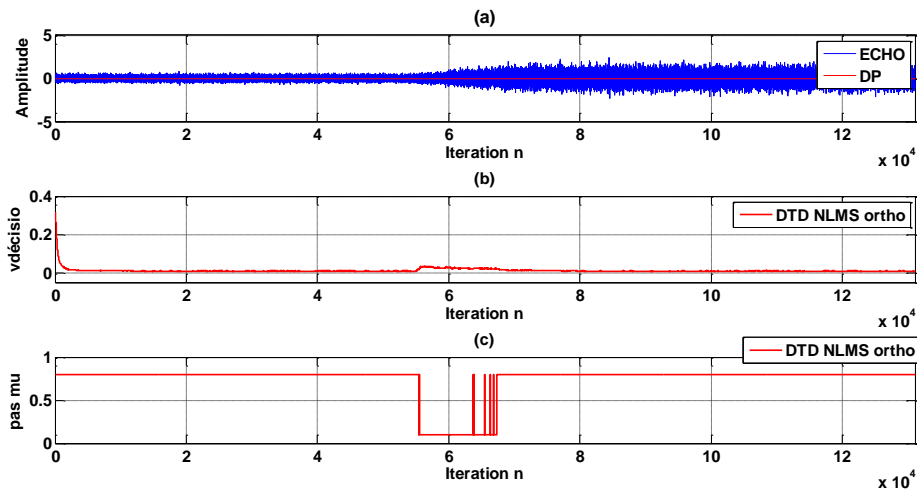 (a)
Amplitude
5
0
-5
ECHO
DP
0
2
4
6
8
10
12
Iteration n
x 10^4
(b)
vdécisio
0.4
0.2
0
DTD NLMS ortho
0
2
4
6
8
10
12
Iteration n
x 10^4
(c)
pas mu
1
0.5
0
DTD NLMS ortho
0
2
4
6
8
10
12
Iteration n
x 10^4